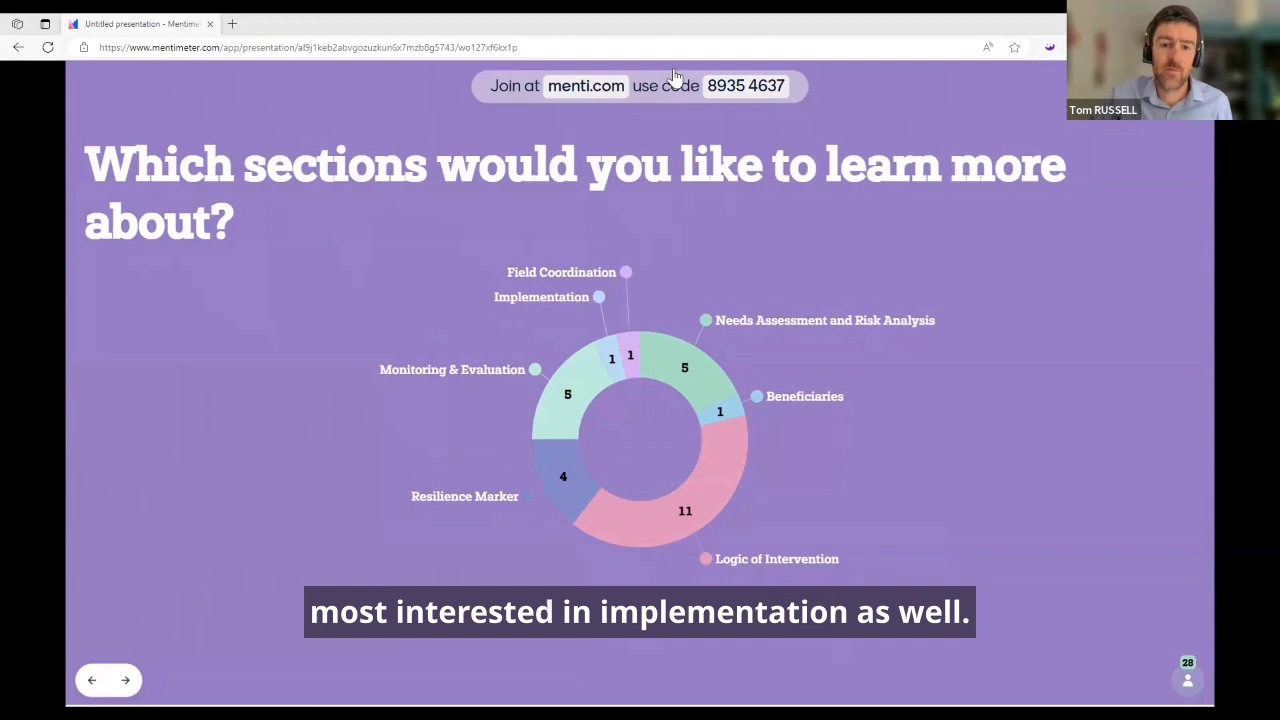 Untitled presentation - Mentime
https://www.mentimeter.com/app/presentation/al9j1keb2abvgozuzkun6x7mzb8g5743/wo127xf6kx1p
Tom RUSSELL
Join at menti.com use code 8935 4637
Which sections would you like to learn more
about?
Field Coordination
Implementation
Needs Assessment and Risk Analysis
1
1
5
Monitoring & Evaluation
5
Beneficiaries
1
4
Resilience Marker
11
Logic of Intervention
most interested in implementation as well.
28